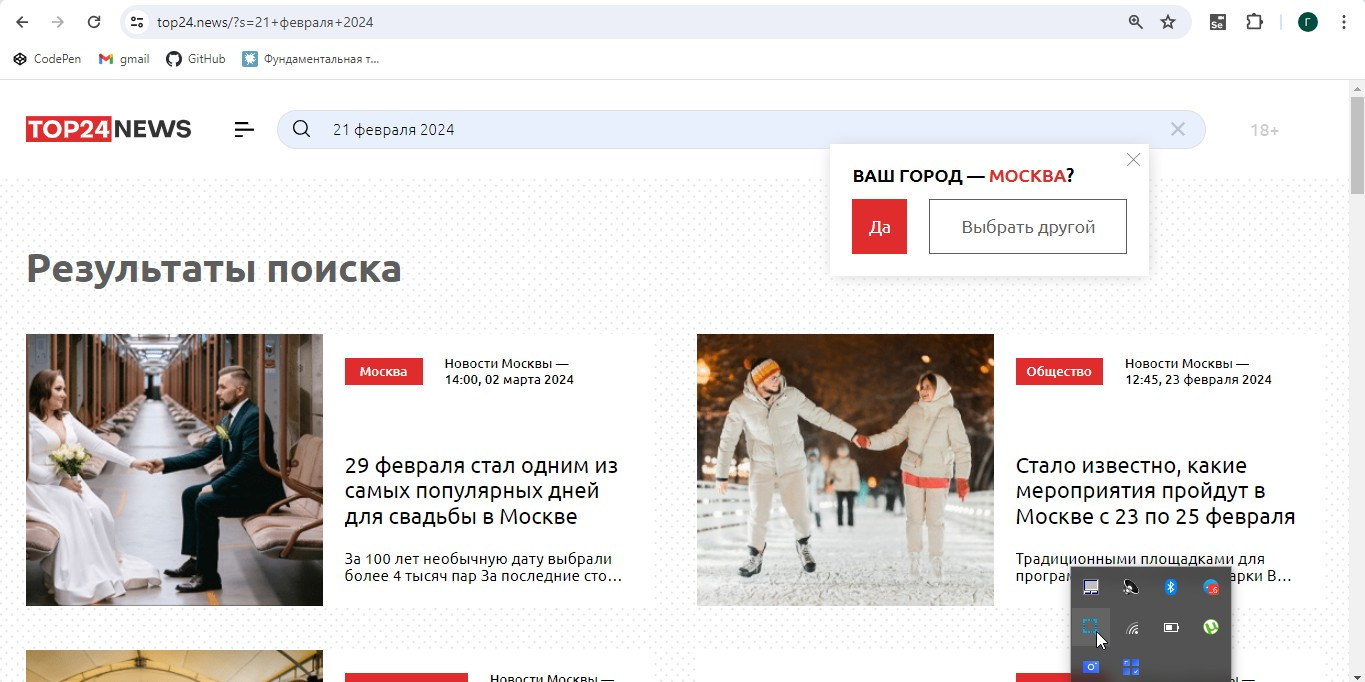 top24.news/?s=21+февраля+2024
Se
Г
CodePen
gmail
GitHub
Фундаментальная т...
TOP24 NEWS
21 февраля 2024
18+
ВАШ ГОРОД — МОСКВА?
Да
Выбрать другой
Результаты поиска
Москва
Новости Москвы —
14:00, 02 марта 2024
29 февраля стал одним из
самых популярных дней
для свадьбы в Москве
За 100 лет необычную дату выбрали
более 4 тысяч пар За последние сто...
Общество
Новости Москвы —
12:45, 23 февраля 2024
Стало известно, какие
мероприятия пройдут в
Москве с 23 по 25 февраля
Традиционными площадками для
В...
Новости Москвы —